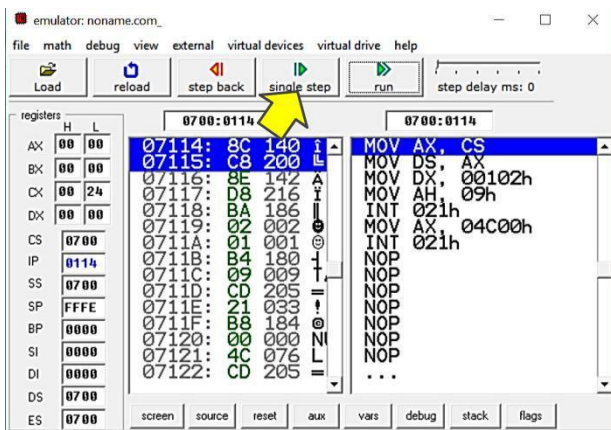 emulator: noname.com_
file math debug view external virtual devices virtual drive help
Load reload step back single step run step delay ms: 0
registers 0700:0114 0700:0114
H L
AX 00 00
BX 00 00
CX 00 24
DX 00 00
CS 0700
IP 0114
SS 0700
SP FFFE
BP 0000
SI 0000
DI 0000
DS 0700
ES 0700
07114: 8C 140 î
07115: C8 200 ╚
07116: 8E 142 Ä
07117: D8 216 ╪
07118: BA 186 ║
07119: 02 002 ☻
0711A: 01 001 ☺
0711B: B4 180 ┤
0711C: 09 009
0711D: CD 205 =
0711E: 21 033 !
0711F: B8 184
07120: 00 000 NU
07121: 4C 076 L
07122: CD 205 =
MOV AX, CS
MOV DS, AX
MOV DX, 00102h
MOV AH, 09h
INT 021h
MOV AX, 04C00h
INT 021h
NOP
NOP
NOP
NOP
NOP
NOP
NOP
...
screen source reset aux vars debug stack flags